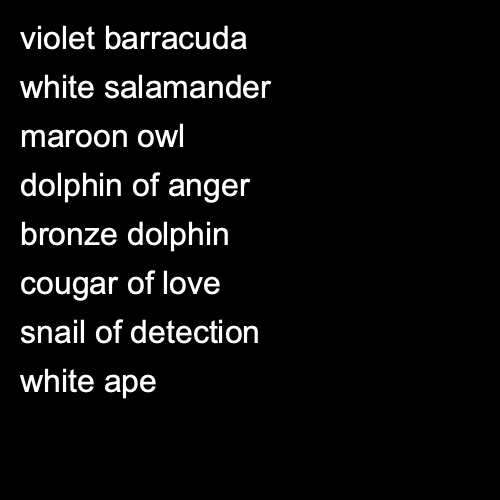 violet barracuda
white salamander
maroon owl
dolphin of anger
bronze dolphin
cougar of love
snail of detection
white ape